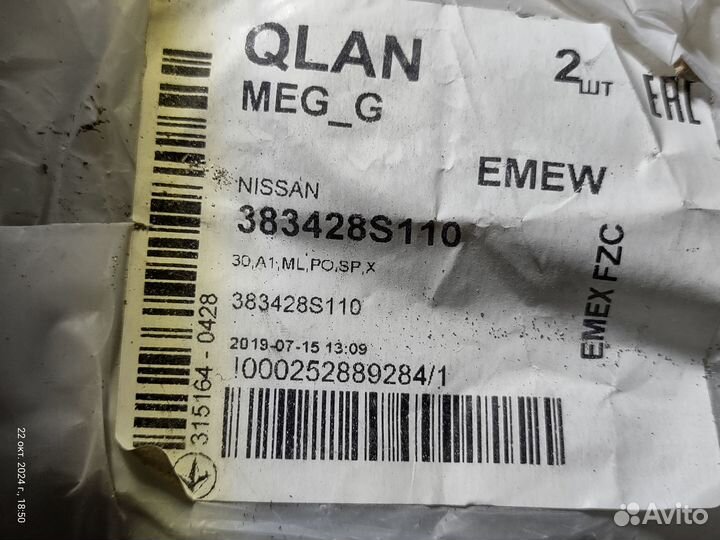 QLAN
2шт
EAC
MEG_G
EMEW
NISSAN
383428S110
30,A1,ML,PO,SP,X
383428S110
EMEX FZC
2019-07-15 13:09
!000252889284/1
315164-0428
22 окт. 2024 г., 18:50
Avito